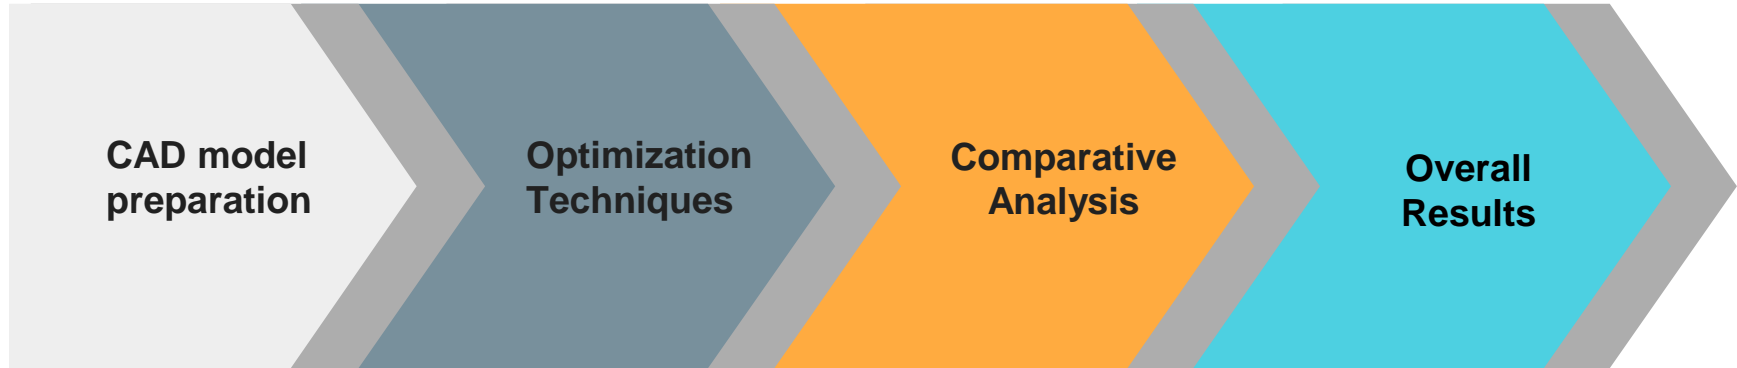 CAD model
preparation
Optimization
Techniques
Comparative
Analysis
Overall
Results